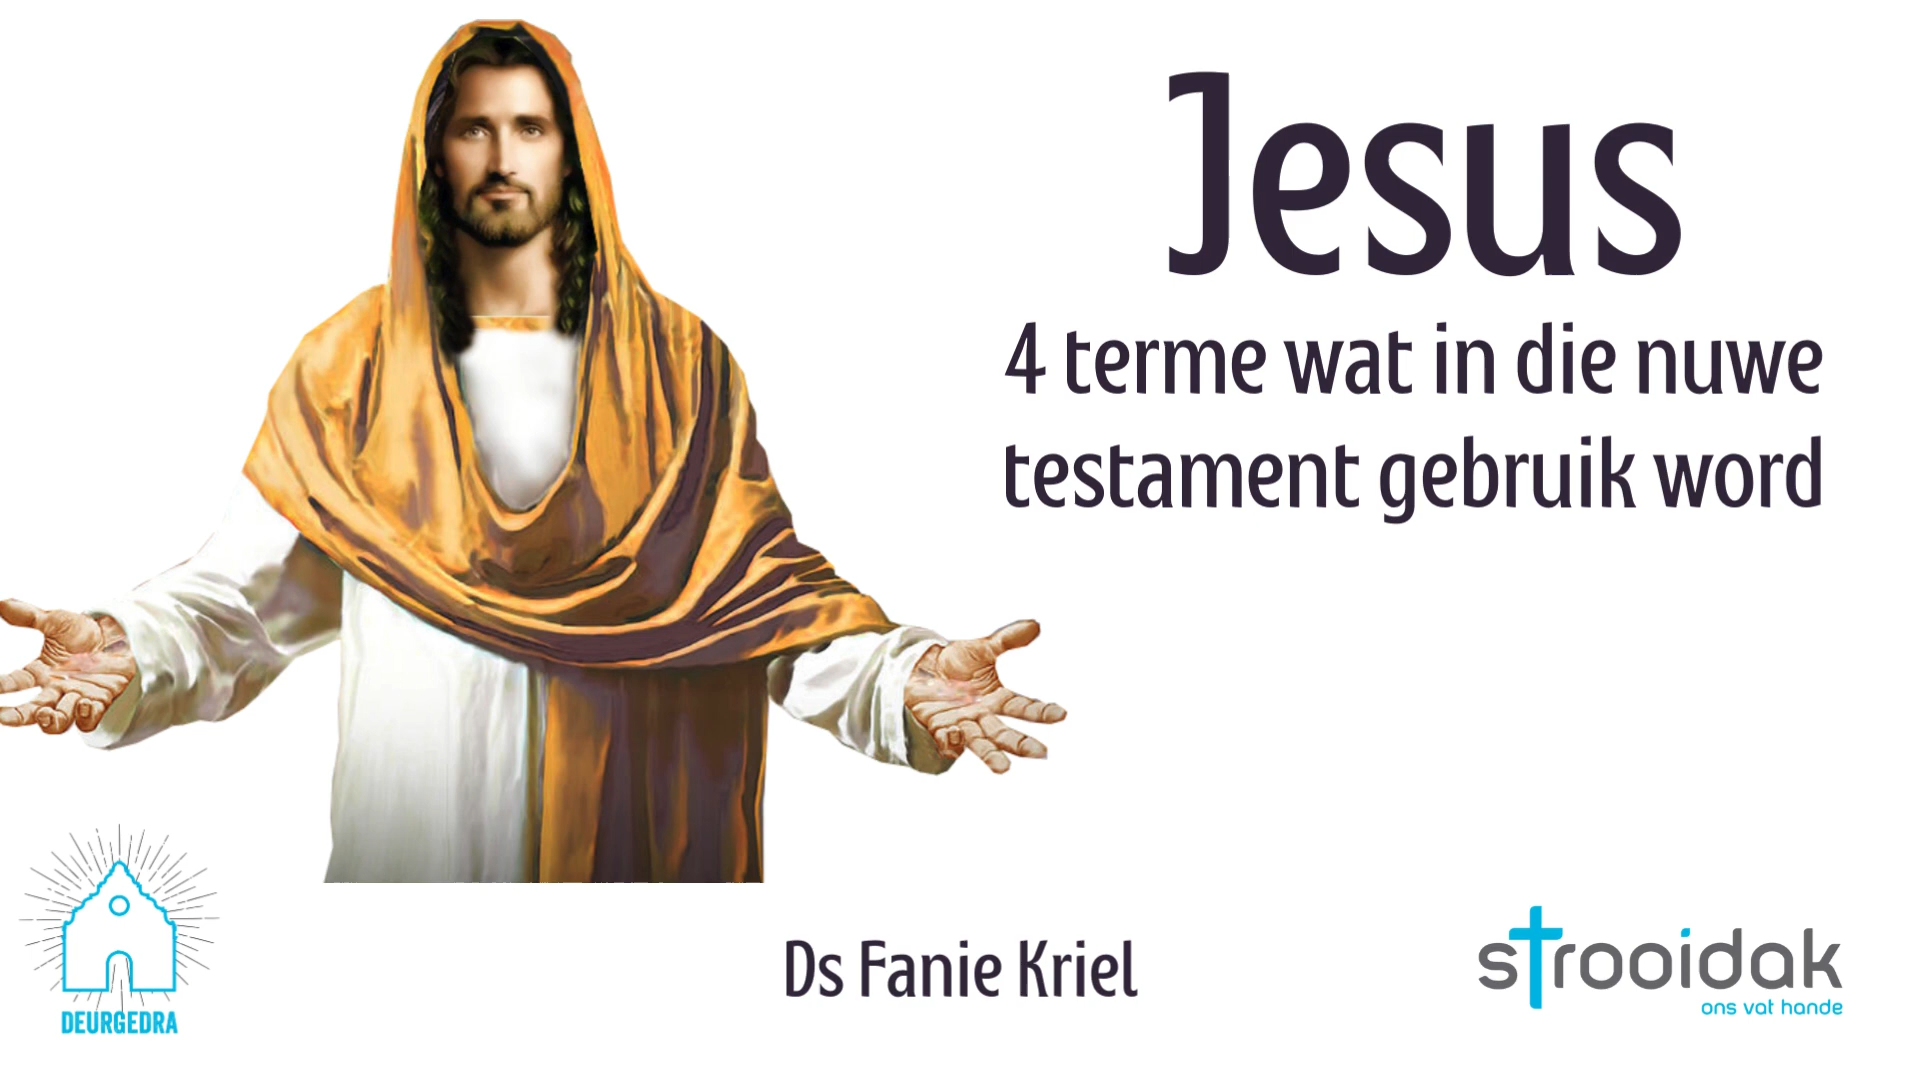 Jesus
4 terme wat in die nuwe
testament gebruik word
DEURGEDRA
Ds Fanie Kriel
strooidak
ons vat hande